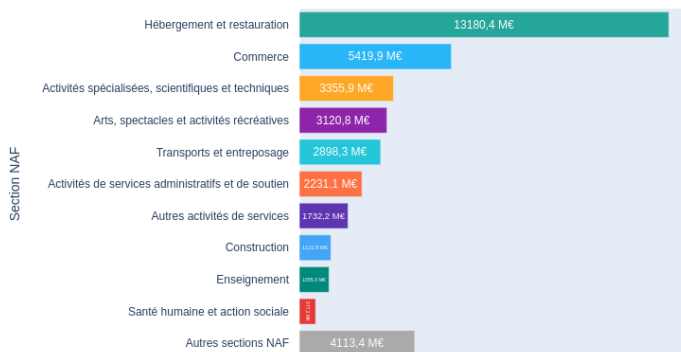 Hébergement et restauration 13180,4 M€
Commerce 5419,9 M€
Activités spécialisées, scientifiques et techniques 3355,9 M€
Arts, spectacles et activités récréatives 3120,8 M€
Transports et entreposage 2898,3 M€
Activités de services administratifs et de soutien 2231,1 M€
Autres activités de services 1732,2 M€
Construction
Enseignement
Santé humaine et action sociale
Autres sections NAF 4113,4 M€
Section NAF